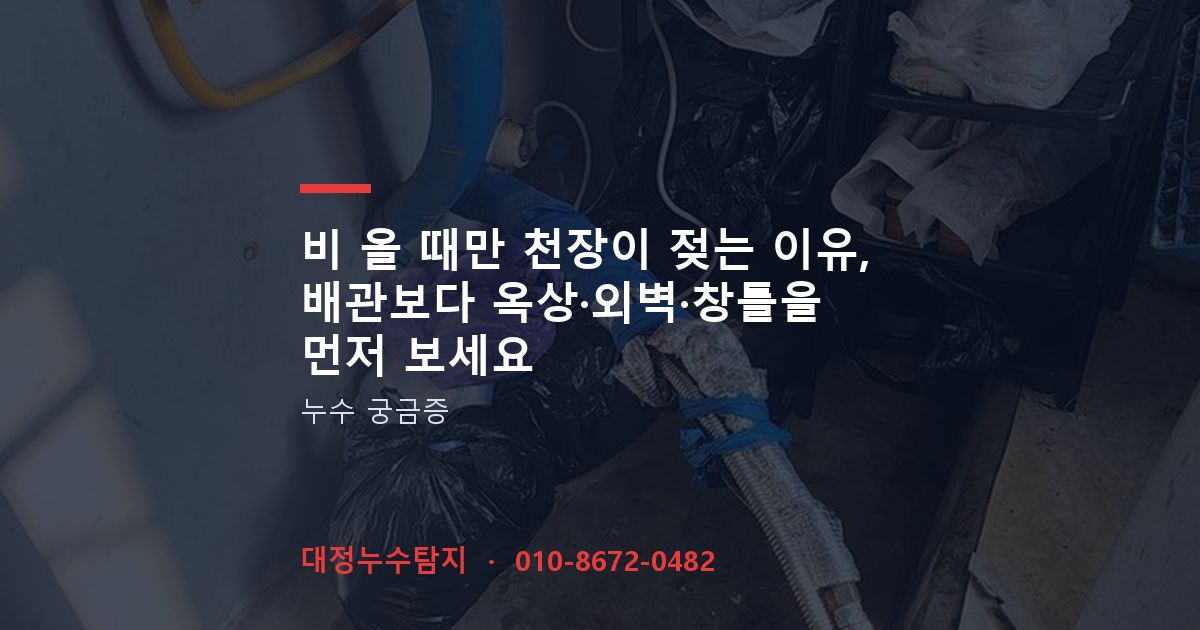 비 올 때만 천장이 젖는 이유,
배관보다 옥상·외벽·창틀을
먼저 보세요
누수 궁금증
대정누수탐지 · 010-8672-0482